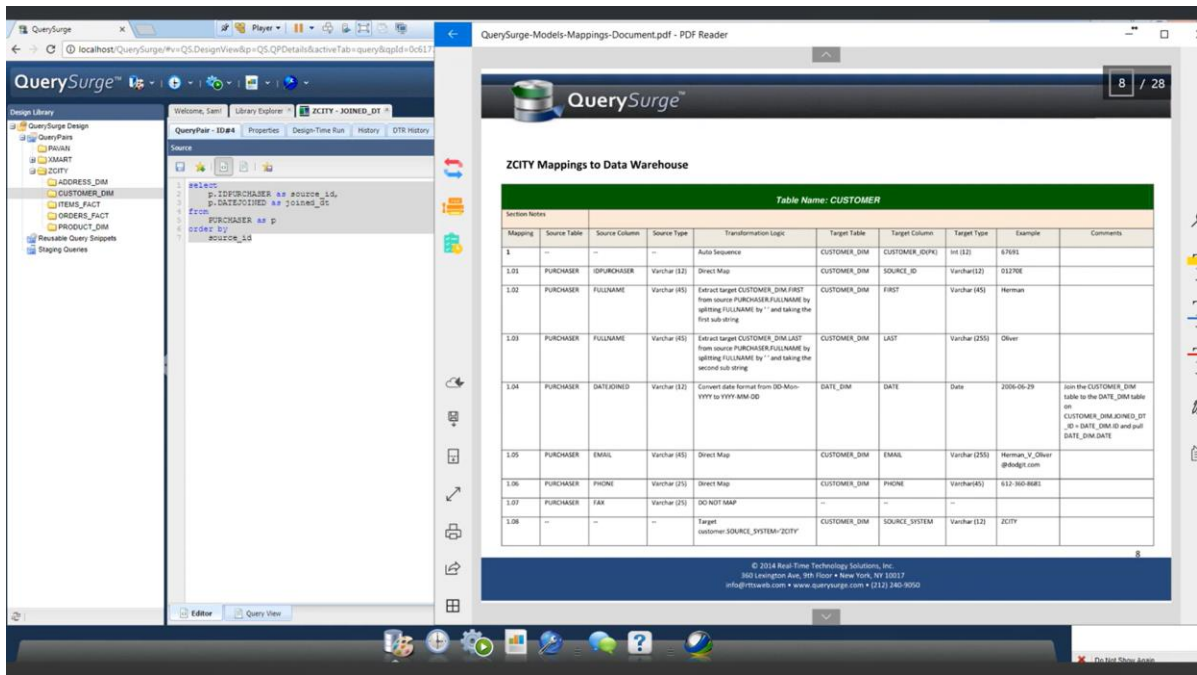 QuerySurge
Player
QuerySurge-Models-Mappings-Document.pdf - PDF Reader
localhost/QuerySurge/#v=QS.DesignView&p=QS.QPDetails&activeTab=query&qpId=0c617
8 / 28
QuerySurge™
QuerySurge™
Design Library
Welcome, Sam!
Library Explorer
ZCITY - JOINED_DT
QuerySurge Design
QueryPairs
PAVAN
XMART
ZCITY
ADDRESS_DIM
CUSTOMER_DIM
ITEMS_FACT
ORDERS_FACT
PRODUCT_DIM
Reusable Query Snippets
Staging Queries
QueryPair - ID#4 Properties Design-Time Run History DTR History
Source
1 select
2 p.IDPURCHASER as source_id,
3 p.DATEJOINED as joined_dt
4 from
5 PURCHASER as p
6 order by
7 source_id
Editor Query View
ZCITY Mappings to Data Warehouse
Table Name: CUSTOMER
Section Notes
Mapping Source Table Source Column Source Type Transformation Logic Target Table Target Column Target Type Example Comments
1 -- -- -- Auto Sequence CUSTOMER_DIM CUSTOMER_ID(PK) Int (12) 67691
1.01 PURCHASER IDPURCHASER Varchar (12) Direct Map CUSTOMER_DIM SOURCE_ID Varchar(12) 01270E
1.02 PURCHASER FULLNAME Varchar (45) Extract target CUSTOMER_DIM.FIRST CUSTOMER_DIM FIRST Varchar (45) Herman
from source PURCHASER.FULLNAME by
splitting FULLNAME by ' ' and taking the
first sub string
1.03 PURCHASER FULLNAME Varchar (45) Extract target CUSTOMER_DIM.LAST CUSTOMER_DIM LAST Varchar (255) Oliver
from source PURCHASER.FULLNAME by
splitting FULLNAME by ' ' and taking the
second sub string
1.04 PURCHASER DATEJOINED Varchar (12) Convert date format from DD-Mon- DATE_DIM DATE Date 2006-06-29 Join the CUSTOMER_DIM
YYYY to YYYY-MM-DD table to the DATE_DIM table
on
CUSTOMER_DIM.JOINED_DT
_ID = DATE_DIM.ID and pull
DATE_DIM.DATE
1.05 PURCHASER EMAIL Varchar (45) Direct Map CUSTOMER_DIM EMAIL Varchar (255) Herman_V_Oliver
@dodgit.com
1.06 PURCHASER PHONE Varchar (25) Direct Map CUSTOMER_DIM PHONE Varchar(45) 612-360-8681
1.07 PURCHASER FAX Varchar (25) DO NOT MAP -- -- --
1.08 -- -- -- Target CUSTOMER_DIM SOURCE_SYSTEM Varchar (12) ZCITY
customer.SOURCE_SYSTEM='ZCITY'
8
© 2014 Real-Time Technology Solutions, Inc.
360 Lexington Ave, 9th Floor • New York, NY 10017
info@rttsweb.com • www.querysurge.com • (212) 240-9050
Do Not Show Again